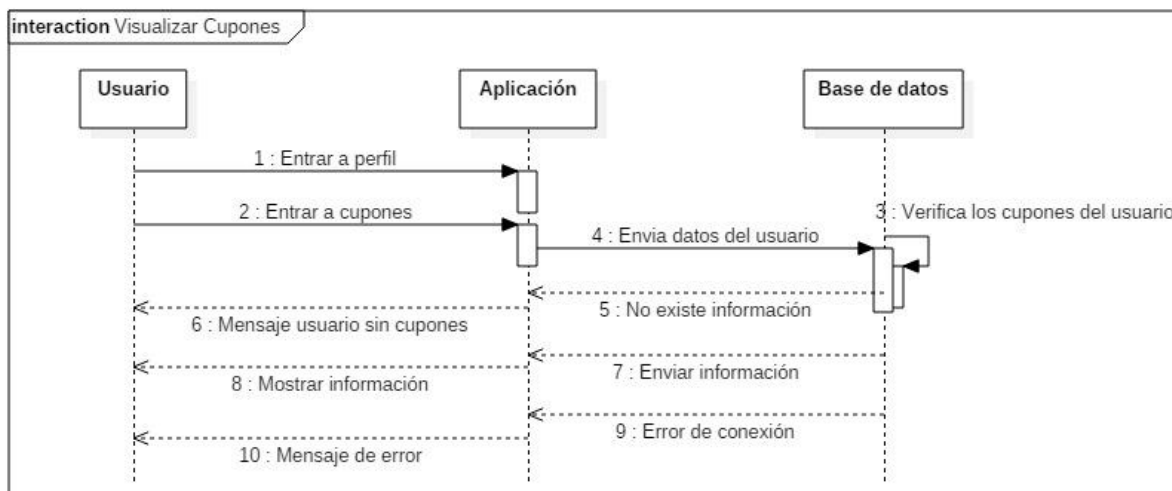 interaction Visualizar Cupones
Usuario
Aplicación
Base de datos
1 : Entrar a perfil
2 : Entrar a cupones
3 : Verifica los cupones del usuario
4 : Envia datos del usuario
5 : No existe información
6 : Mensaje usuario sin cupones
7 : Enviar información
8 : Mostrar información
9 : Error de conexión
10 : Mensaje de error